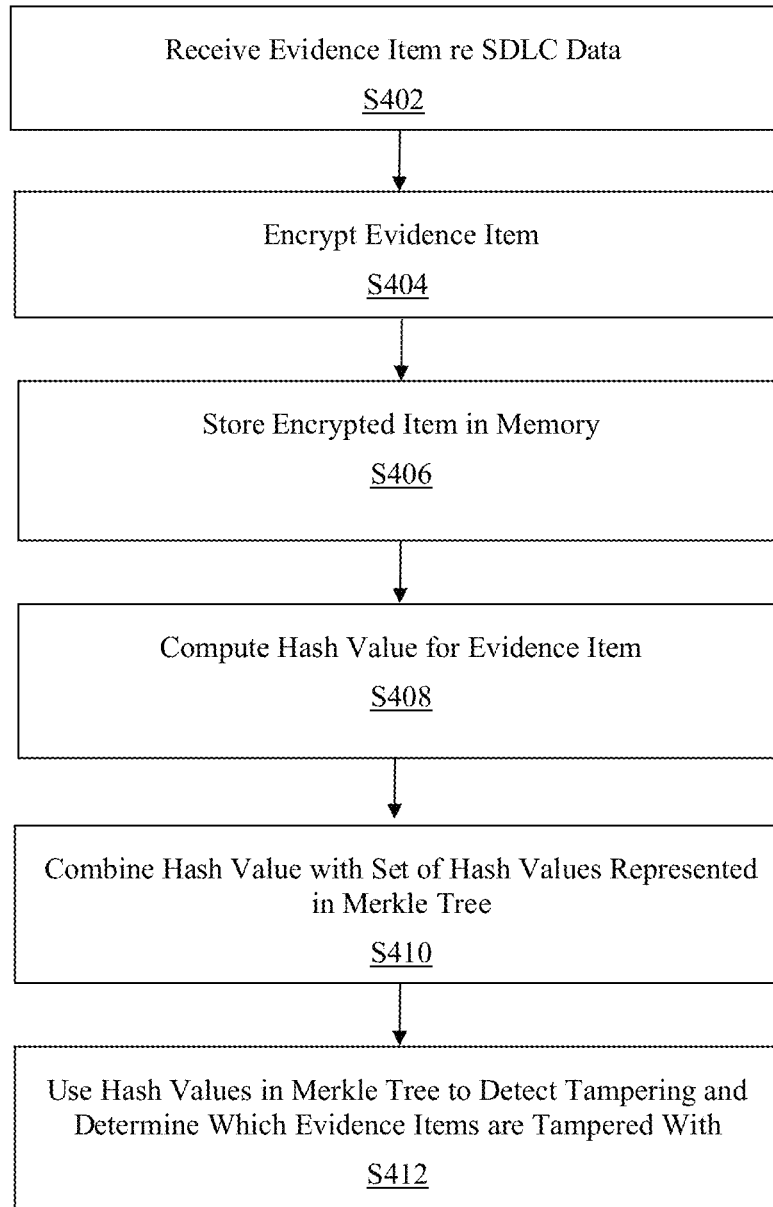 Receive Evidence Item re SDLC Data
S402
Encrypt Evidence Item
S404
Store Encrypted Item in Memory
S406
Compute Hash Value for Evidence Item
S408
Combine Hash Value with Set of Hash Values Represented
in Merkle Tree
S410
Use Hash Values in Merkle Tree to Detect Tampering and
Determine Which Evidence Items are Tampered With
S412